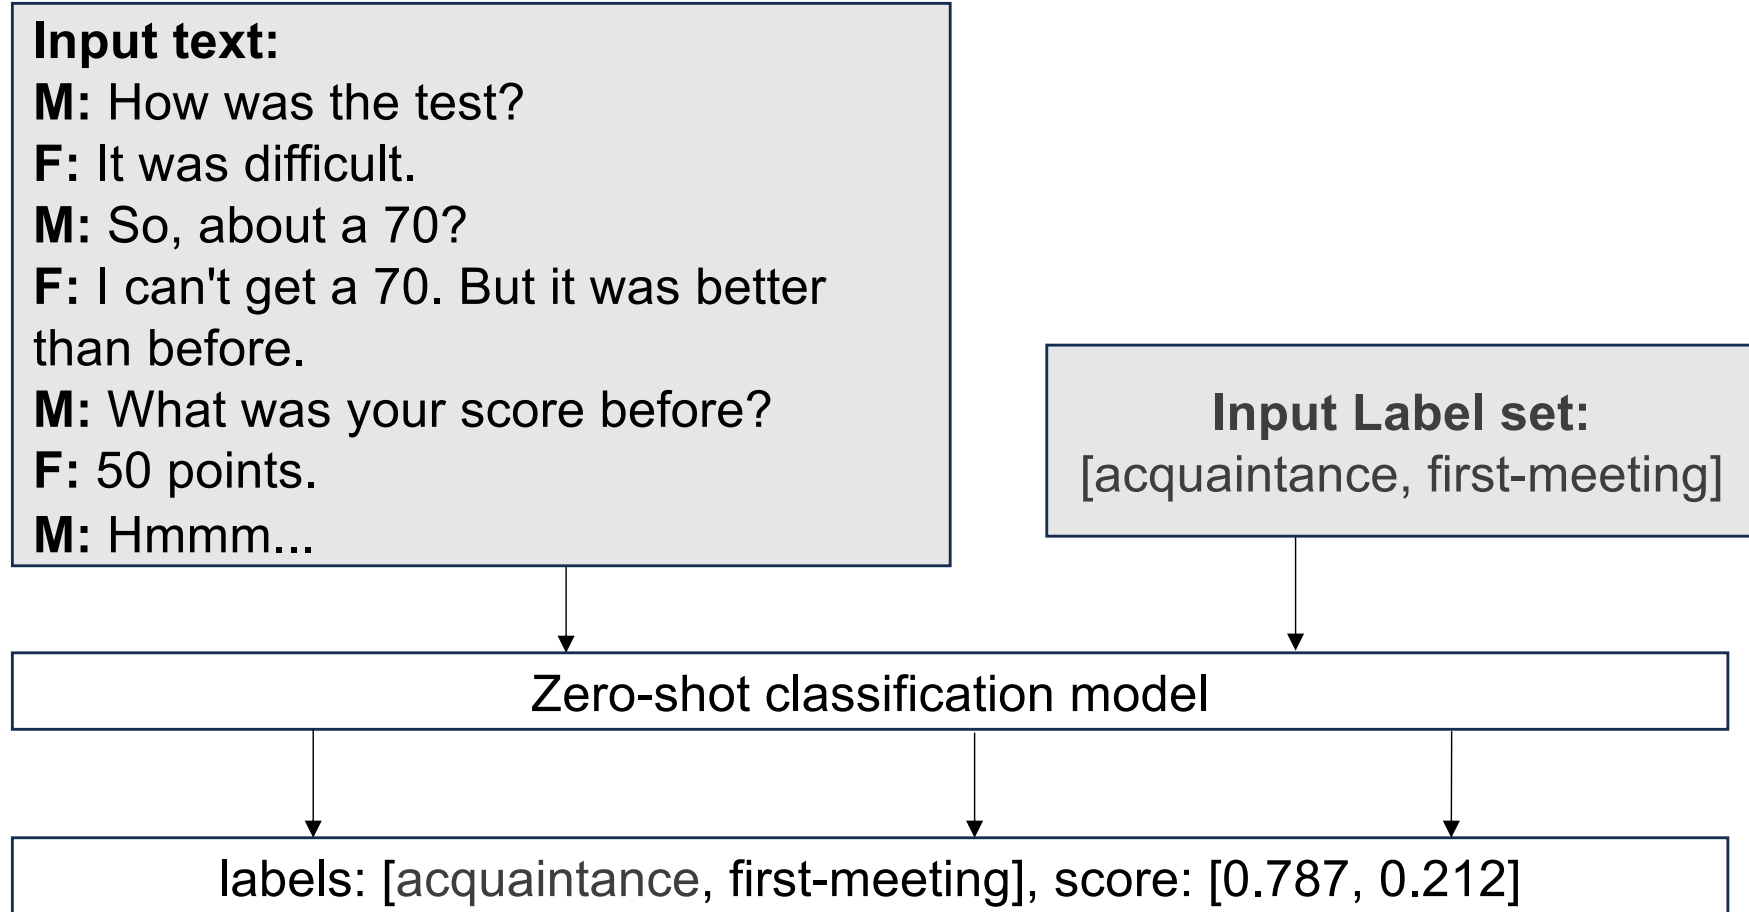 Input text:
M: How was the test?
F: It was difficult.
M: So, about a 70?
F: I can't get a 70. But it was better
than before.
M: What was your score before?
F: 50 points.
M: Hmmm...
Input Label set:
[acquaintance, first-meeting]
Zero-shot classification model
labels: [acquaintance, first-meeting], score: [0.787, 0.212]